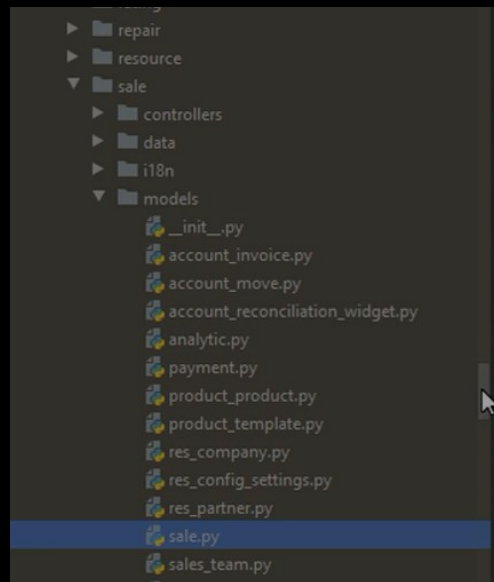 repair
resource
sale
controllers
data
i18n
models
__init__.py
account_invoice.py
account_move.py
account_reconciliation_widget.py
analytic.py
payment.py
product_product.py
product_template.py
res_company.py
res_config_settings.py
res_partner.py
sale.py
sales_team.py